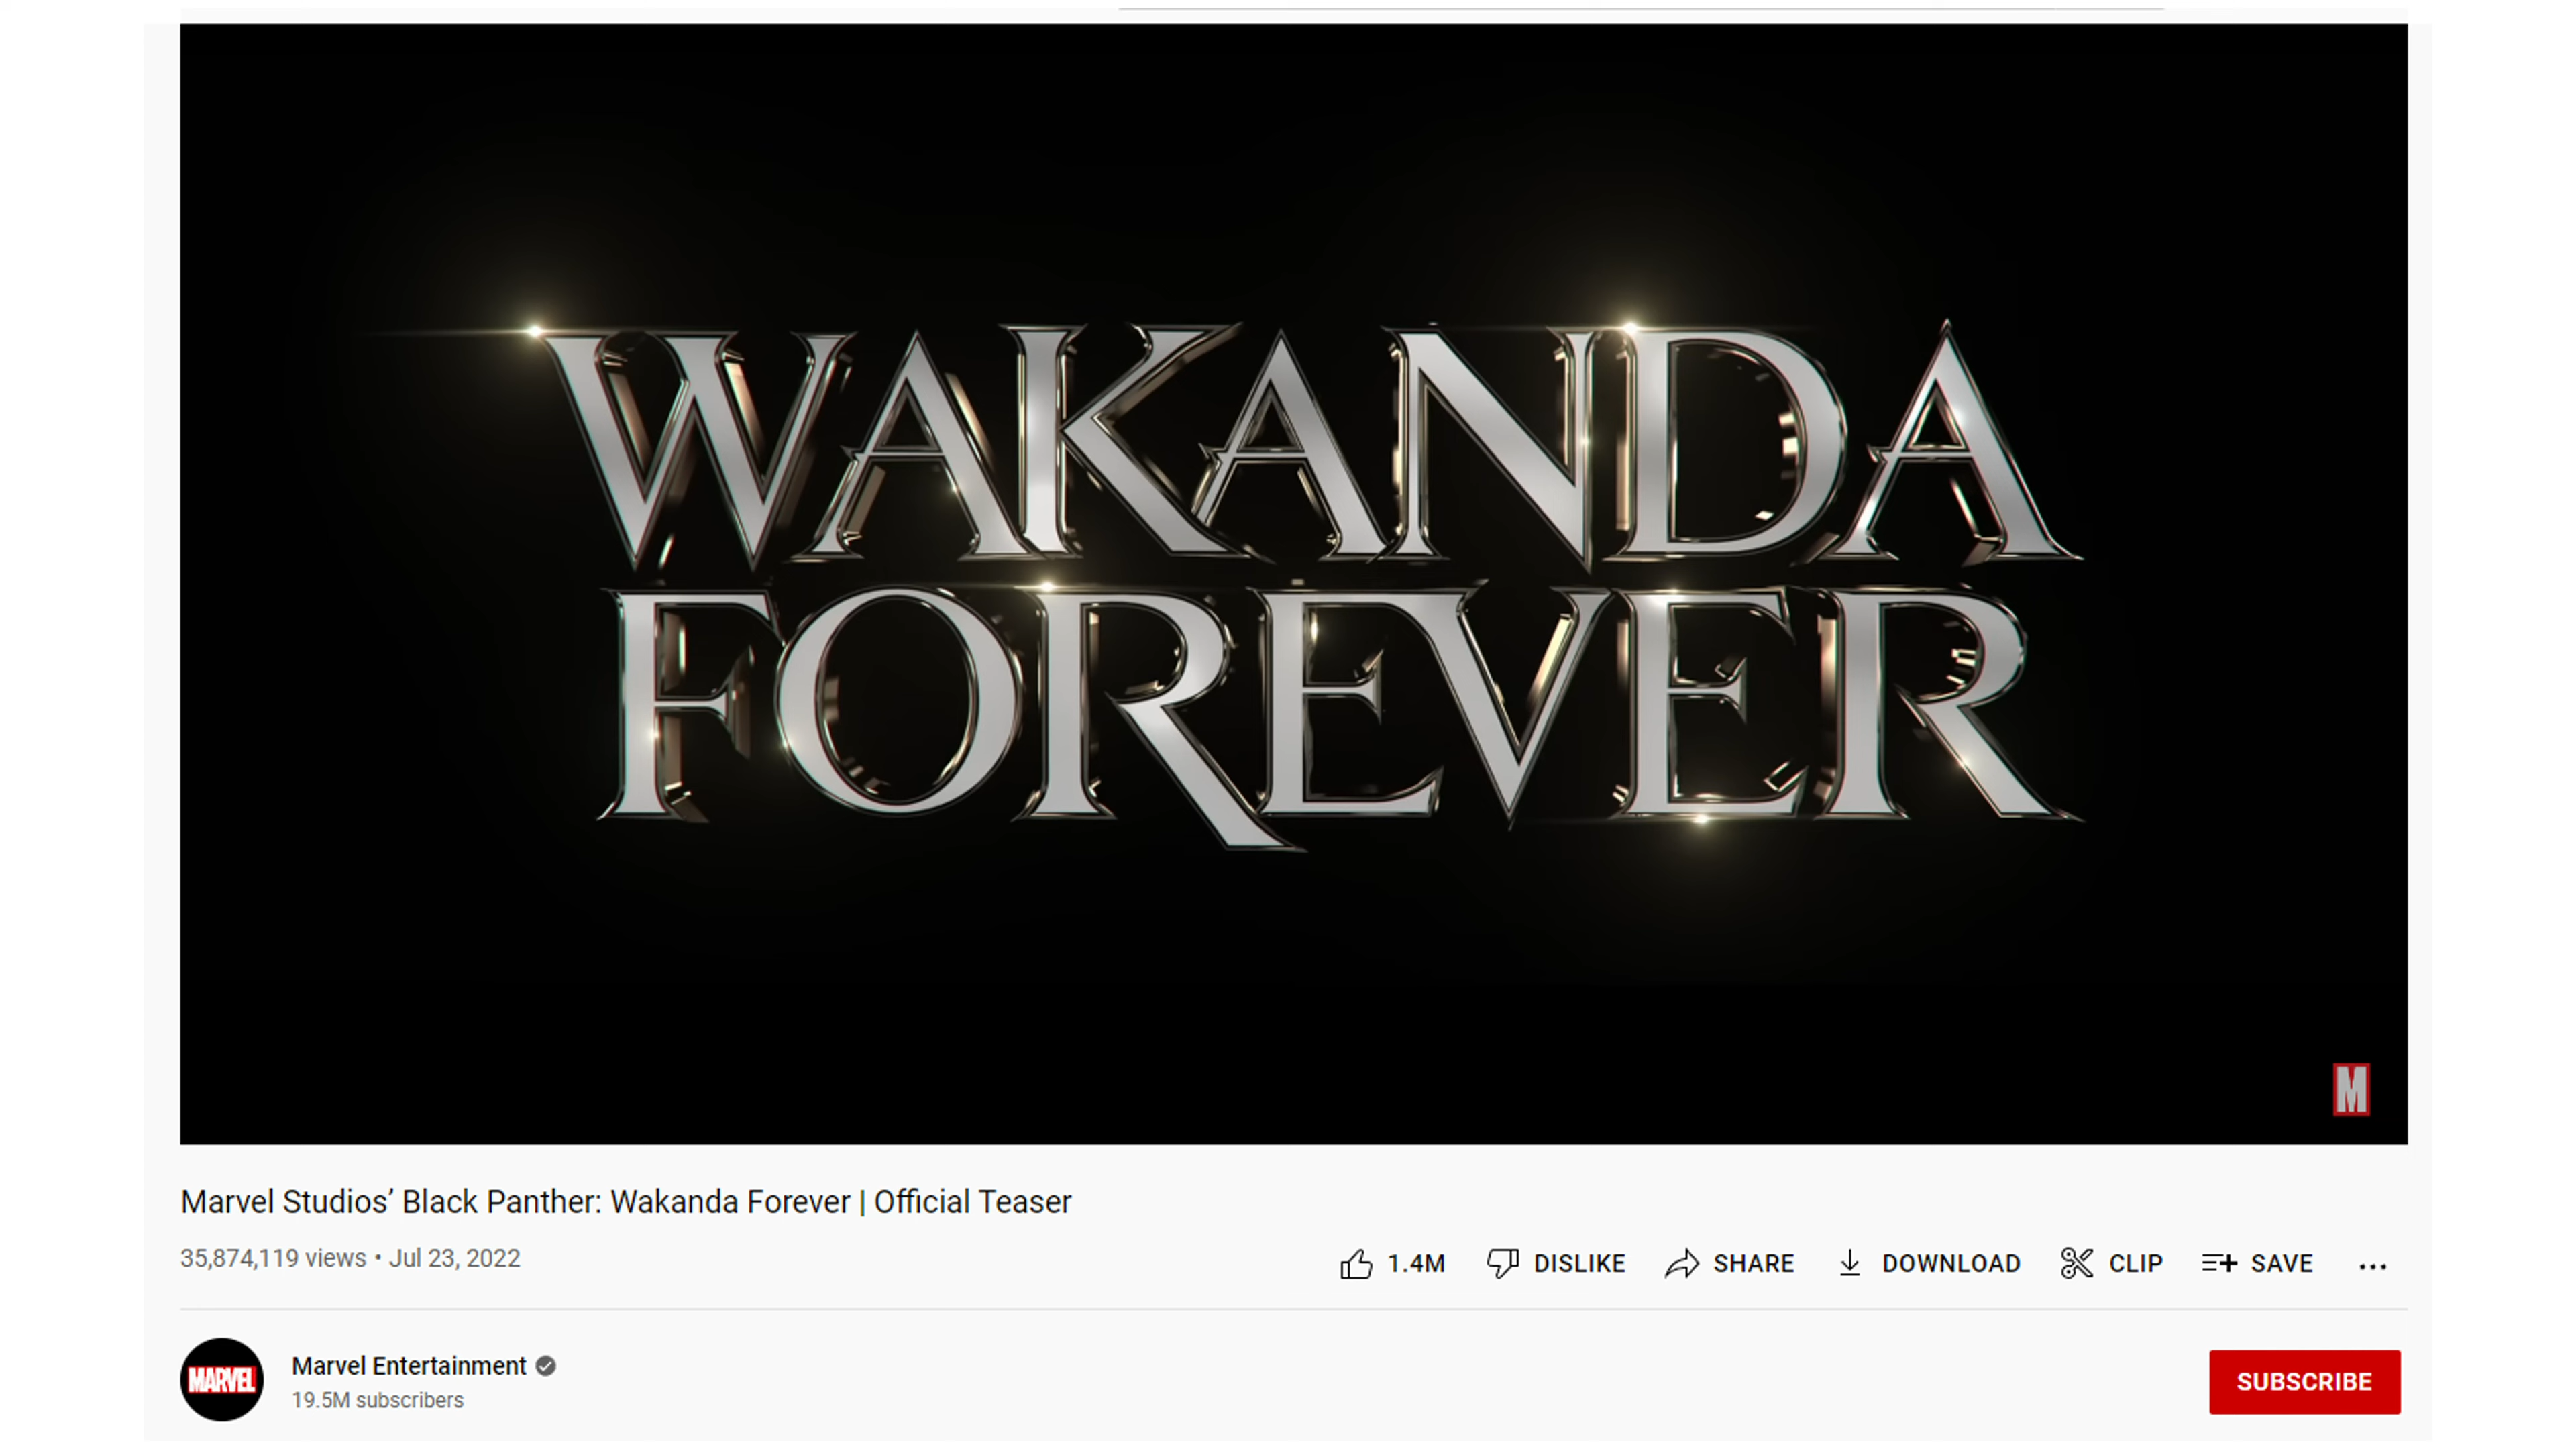 WAKANDA
FOREVER
M
Marvel Studios’ Black Panther: Wakanda Forever | Official Teaser
35,874,119 views • Jul 23, 2022
1.4M DISLIKE SHARE DOWNLOAD CLIP SAVE ...
MARVEL
Marvel Entertainment
19.5M subscribers
SUBSCRIBE